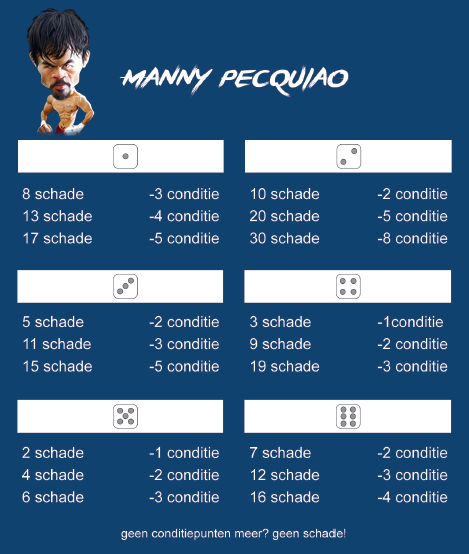 MANNY PECQUIAO
8 schade -3 conditie
13 schade -4 conditie
17 schade -5 conditie
10 schade -2 conditie
20 schade -5 conditie
30 schade -8 conditie
5 schade -2 conditie
11 schade -3 conditie
15 schade -5 conditie
3 schade -1conditie
9 schade -2 conditie
19 schade -3 conditie
2 schade -1 conditie
4 schade -2 conditie
6 schade -3 conditie
7 schade -2 conditie
12 schade -3 conditie
16 schade -4 conditie
geen conditiepunten meer? geen schade!